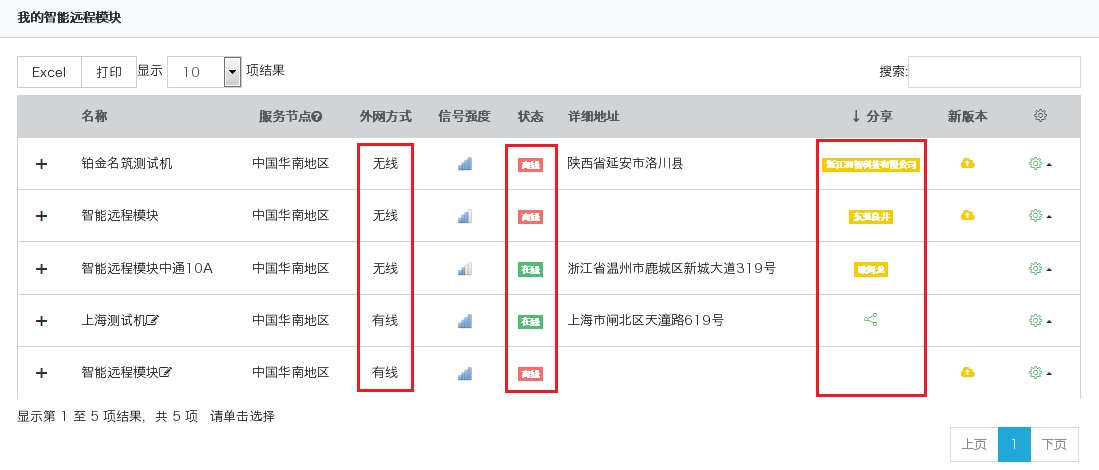 我的智能远程模块
Excel 打印 显示 10 项结果 搜索:
名称 服务节点 外网方式 信号强度 状态 详细地址 ↓ 分享 新版本
+ 铂金名筑测试机 中国华南地区 无线 离线 陕西省延安市洛川县
+ 智能远程模块 中国华南地区 无线 离线
+ 智能远程模块中通10A 中国华南地区 无线 在线 浙江省温州市鹿城区新城大道319号
+ 上海测试机 中国华南地区 有线 在线 上海市闸北区天潼路619号
+ 智能远程模块 中国华南地区 有线 离线
显示第 1 至 5 项结果，共 5 项 请单击选择
上页 1 下页